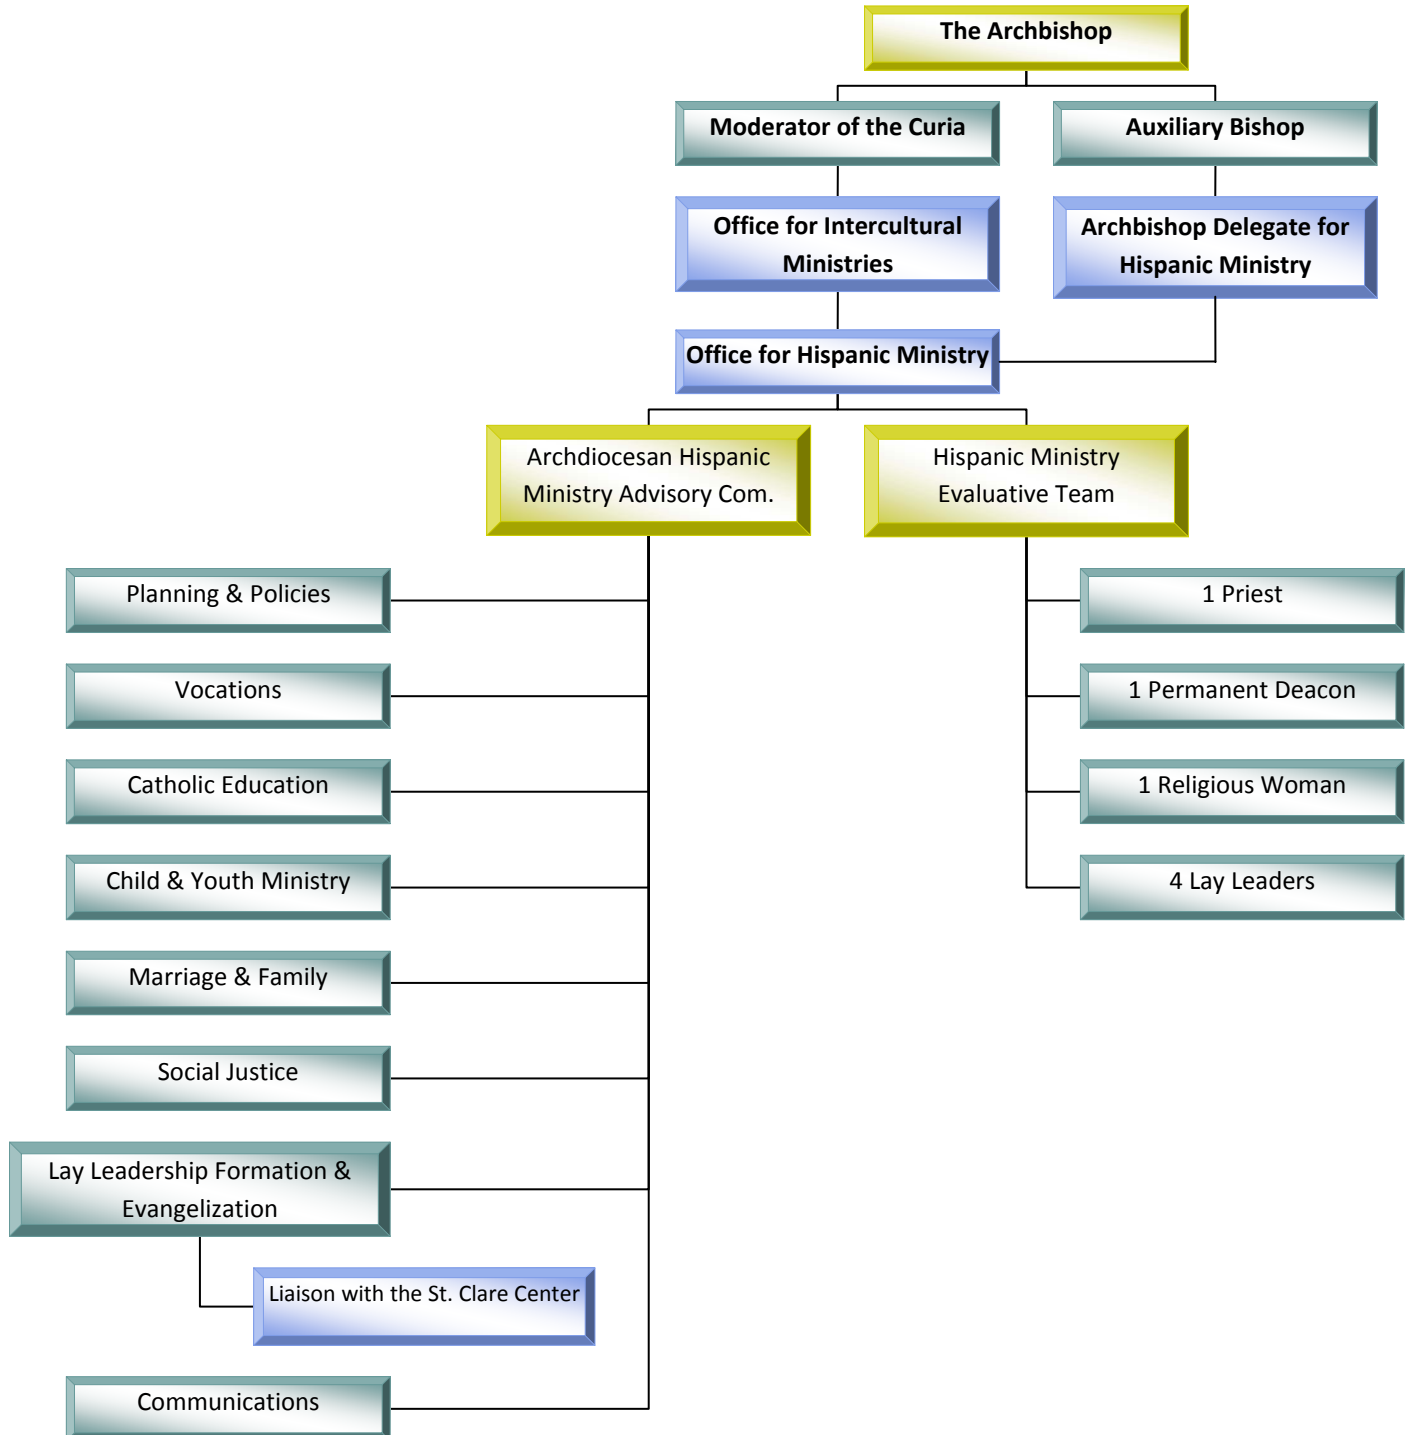 The Archbishop
Moderator of the Curia
Auxiliary Bishop
Office for Intercultural
Ministries
Archbishop Delegate for
Hispanic Ministry
Office for Hispanic Ministry
Archdiocesan Hispanic
Ministry Advisory Com.
Hispanic Ministry
Evaluative Team
Planning & Policies
1 Priest
Vocations
1 Permanent Deacon
Catholic Education
1 Religious Woman
Child & Youth Ministry
4 Lay Leaders
Marriage & Family
Social Justice
Lay Leadership Formation &
Evangelization
Liaison with the St. Clare Center
Communications